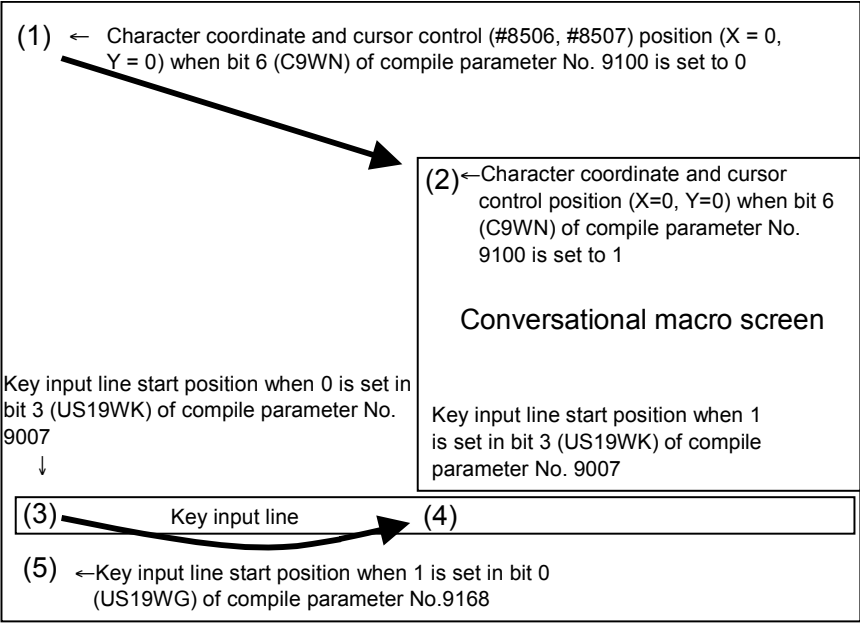 (1) ← Character coordinate and cursor control (#8506, #8507) position (X = 0,
Y = 0) when bit 6 (C9WN) of compile parameter No. 9100 is set to 0
(2) ←Character coordinate and cursor
control position (X=0, Y=0) when bit 6
(C9WN) of compile parameter No.
9100 is set to 1
Conversational macro screen
Key input line start position when 0 is set in
bit 3 (US19WK) of compile parameter No.
9007
↓
Key input line start position when 1
is set in bit 3 (US19WK) of compile
parameter No. 9007
(3) Key input line (4)
(5) ←Key input line start position when 1 is set in bit 0
(US19WG) of compile parameter No.9168